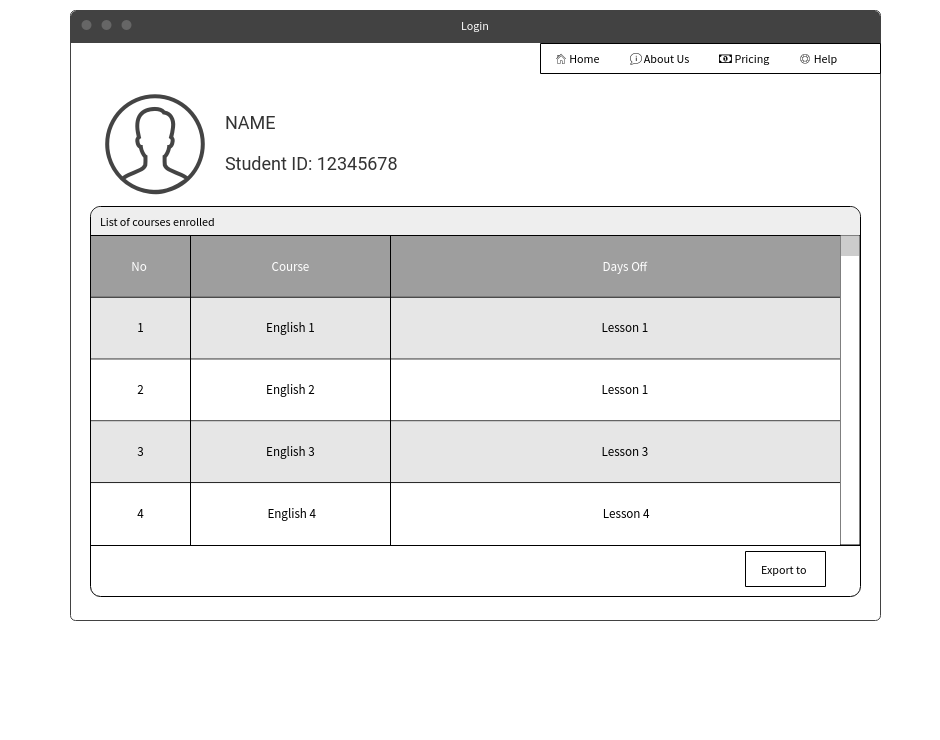 Login
Home About Us Pricing Help
NAME
Student ID: 12345678
List of courses enrolled
No Course Days Off
1 English 1 Lesson 1
2 English 2 Lesson 1
3 English 3 Lesson 3
4 English 4 Lesson 4
Export to